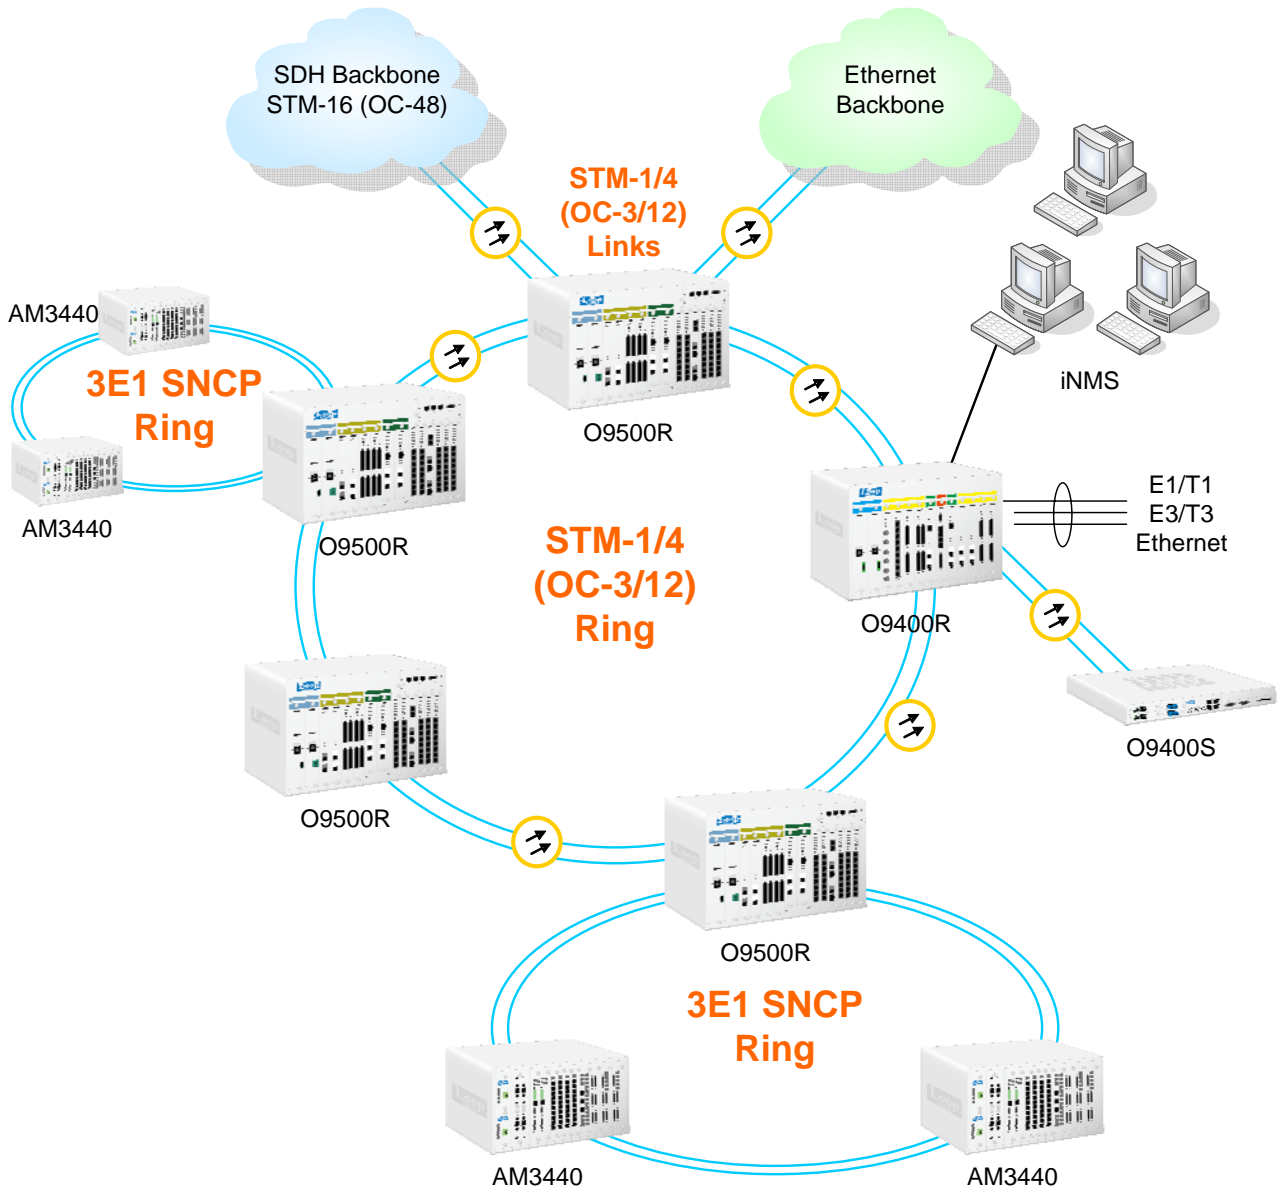 SDH Backbone
STM-16 (OC-48)
Ethernet
Backbone
STM-1/4
(OC-3/12)
Links
AM3440
3E1 SNCP
Ring
AM3440
O9500R
O9500R
iNMS
E1/T1
E3/T3
Ethernet
STM-1/4
(OC-3/12)
Ring
O9400R
O9400S
O9500R
O9500R
3E1 SNCP
Ring
AM3440
AM3440